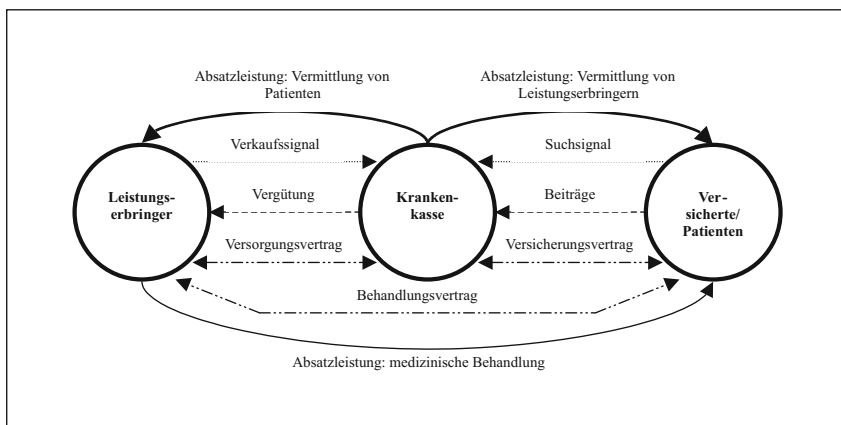 Absatzleistung: Vermittlung von
Patienten
Absatzleistung: Vermittlung von
Leistungserbringern
Verkaufssignal
Suchsignal
Leistungs-
erbringer
Vergütung
Kranken-
kasse
Beiträge
Ver-
sicherte/
Patienten
Versorgungsvertrag
Versicherungsvertrag
Behandlungsvertrag
Absatzleistung: medizinische Behandlung